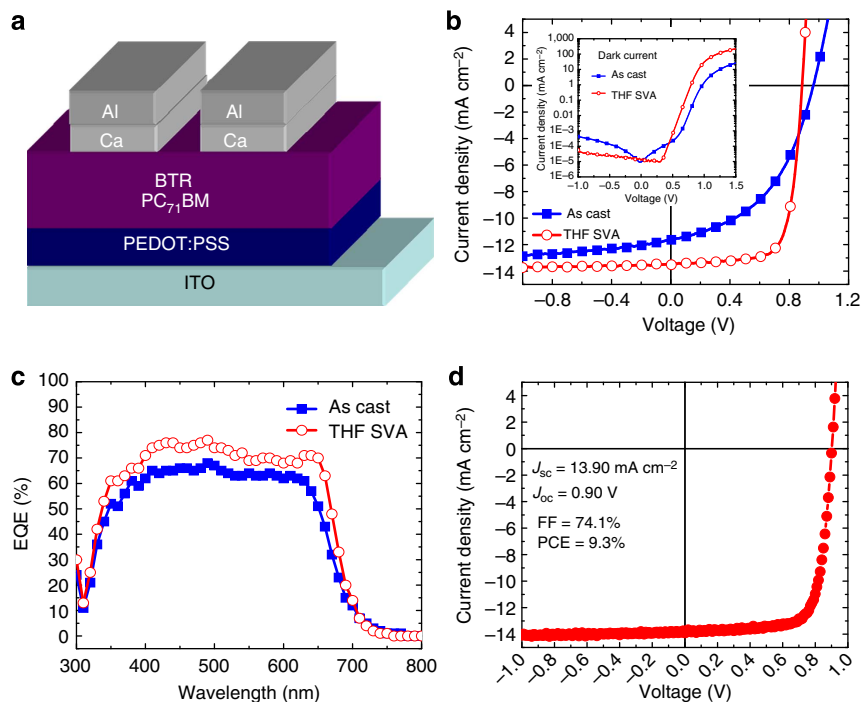 a
Al Al
Ca Ca
BTR
PC71BM
PEDOT:PSS
ITO
b
Current density (mA cm–2)
4
2
0
−2
−4
−6
−8
−10
−12
−14
−0.8 −0.4 0.0 0.4 0.8 1.2
Voltage (V)
As cast
THF SVA
Current density (mA cm–2)
1,000
100
10
1
0.1
0.01
1E–3
1E–4
1E–5
1E–6
Dark current
As cast
THF SVA
−1.0 −0.5 0.0 0.5 1.0 1.5
Voltage (V)
c
EQE (%)
100
90
80
70
60
50
40
30
20
10
0
As cast
THF SVA
300 400 500 600 700 800
Wavelength (nm)
d
Current density (mA cm–2)
4
2
0
−2
−4
−6
−8
−10
−12
−14
Jsc = 13.90 mA cm–2
Joc = 0.90 V
FF = 74.1%
PCE = 9.3%
−1.0 −0.8 −0.6 −0.4 −0.2 0.0 0.2 0.4 0.6 0.8 1.0
Voltage (V)